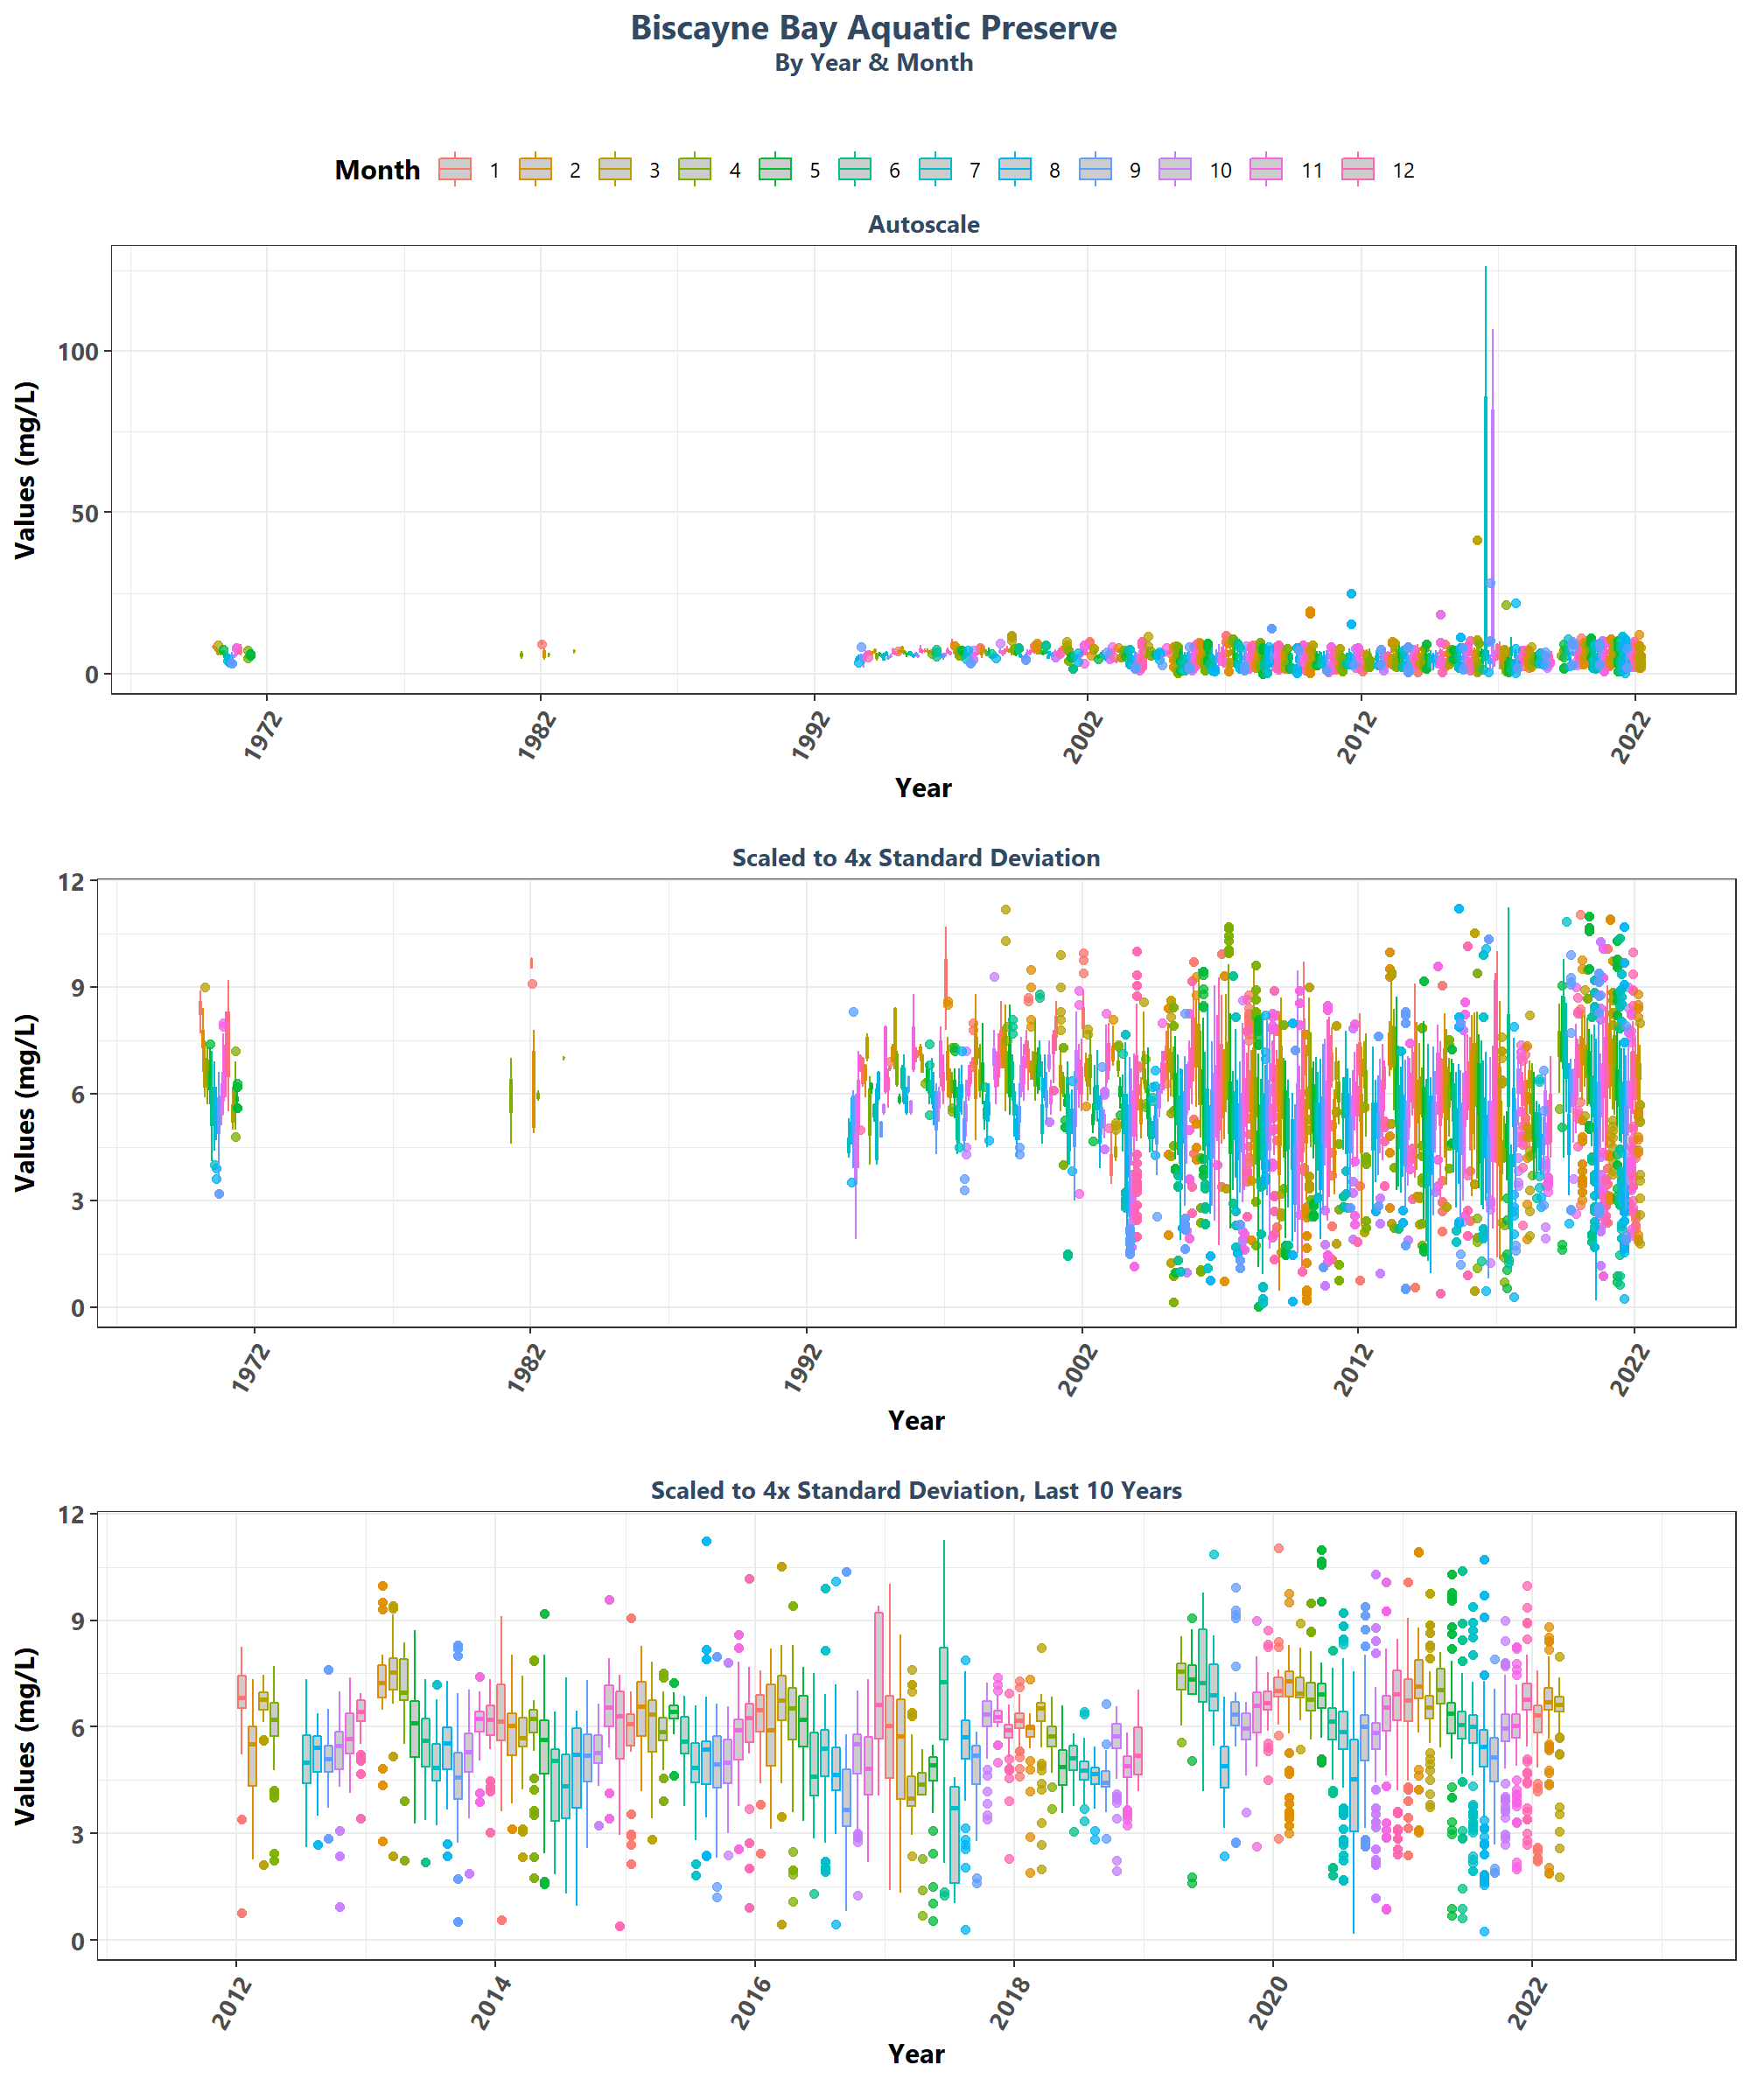 Biscayne Bay Aquatic Preserve
By Year & Month
Month 1 2 3 4 5 6 7 8 9 10 11 12
Autoscale
Values (mg/L)
100
50
0
1972 1982 1992 2002 2012 2022
Year
Scaled to 4x Standard Deviation
Values (mg/L)
12
9
6
3
0
1972 1982 1992 2002 2012 2022
Year
Scaled to 4x Standard Deviation, Last 10 Years
Values (mg/L)
12
9
6
3
0
2012 2014 2016 2018 2020 2022
Year